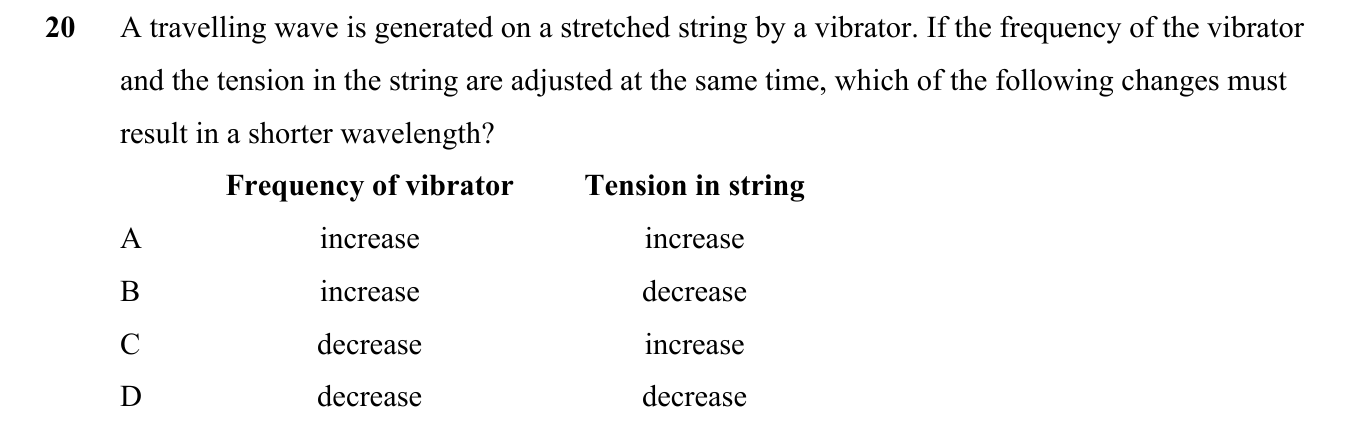 20 A travelling wave is generated on a stretched string by a vibrator. If the frequency of the vibrator
and the tension in the string are adjusted at the same time, which of the following changes must
result in a shorter wavelength?
Frequency of vibrator Tension in string
A increase increase
B increase decrease
C decrease increase
D decrease decrease